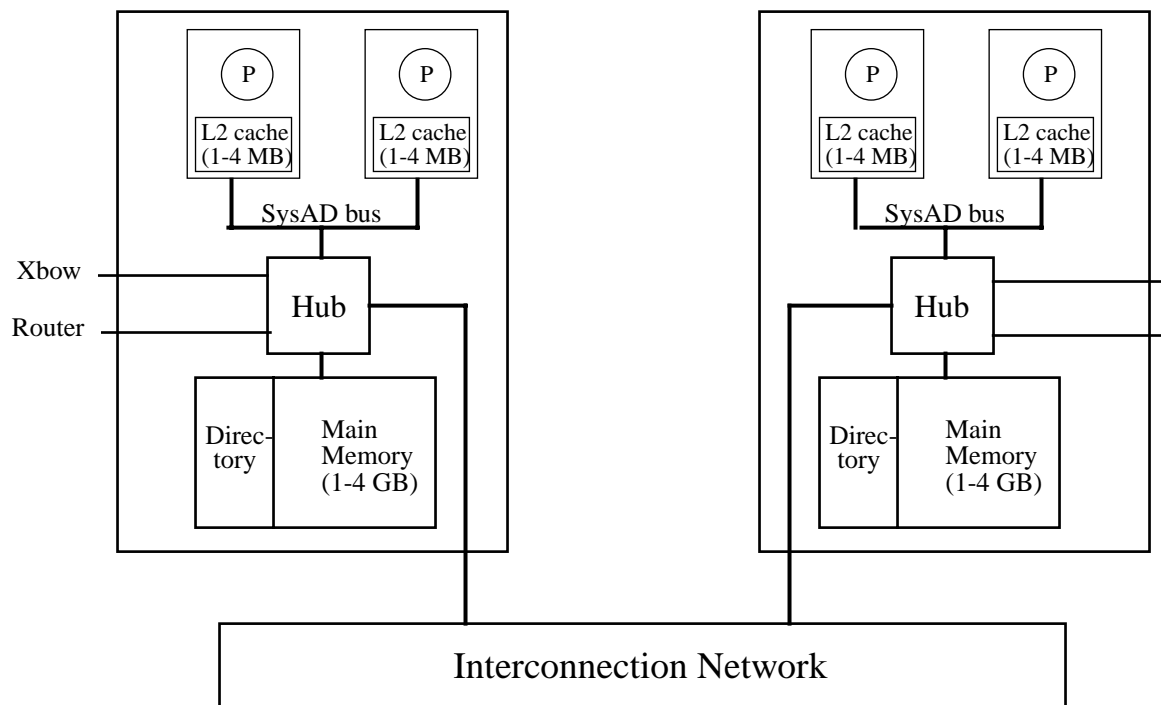 P
P
L2 cache
(1-4 MB)
L2 cache
(1-4 MB)
SysAD bus
Xbow
Router
Hub
Direc-
tory
Main
Memory
(1-4 GB)
P
P
L2 cache
(1-4 MB)
L2 cache
(1-4 MB)
SysAD bus
Hub
Direc-
tory
Main
Memory
(1-4 GB)
Interconnection Network